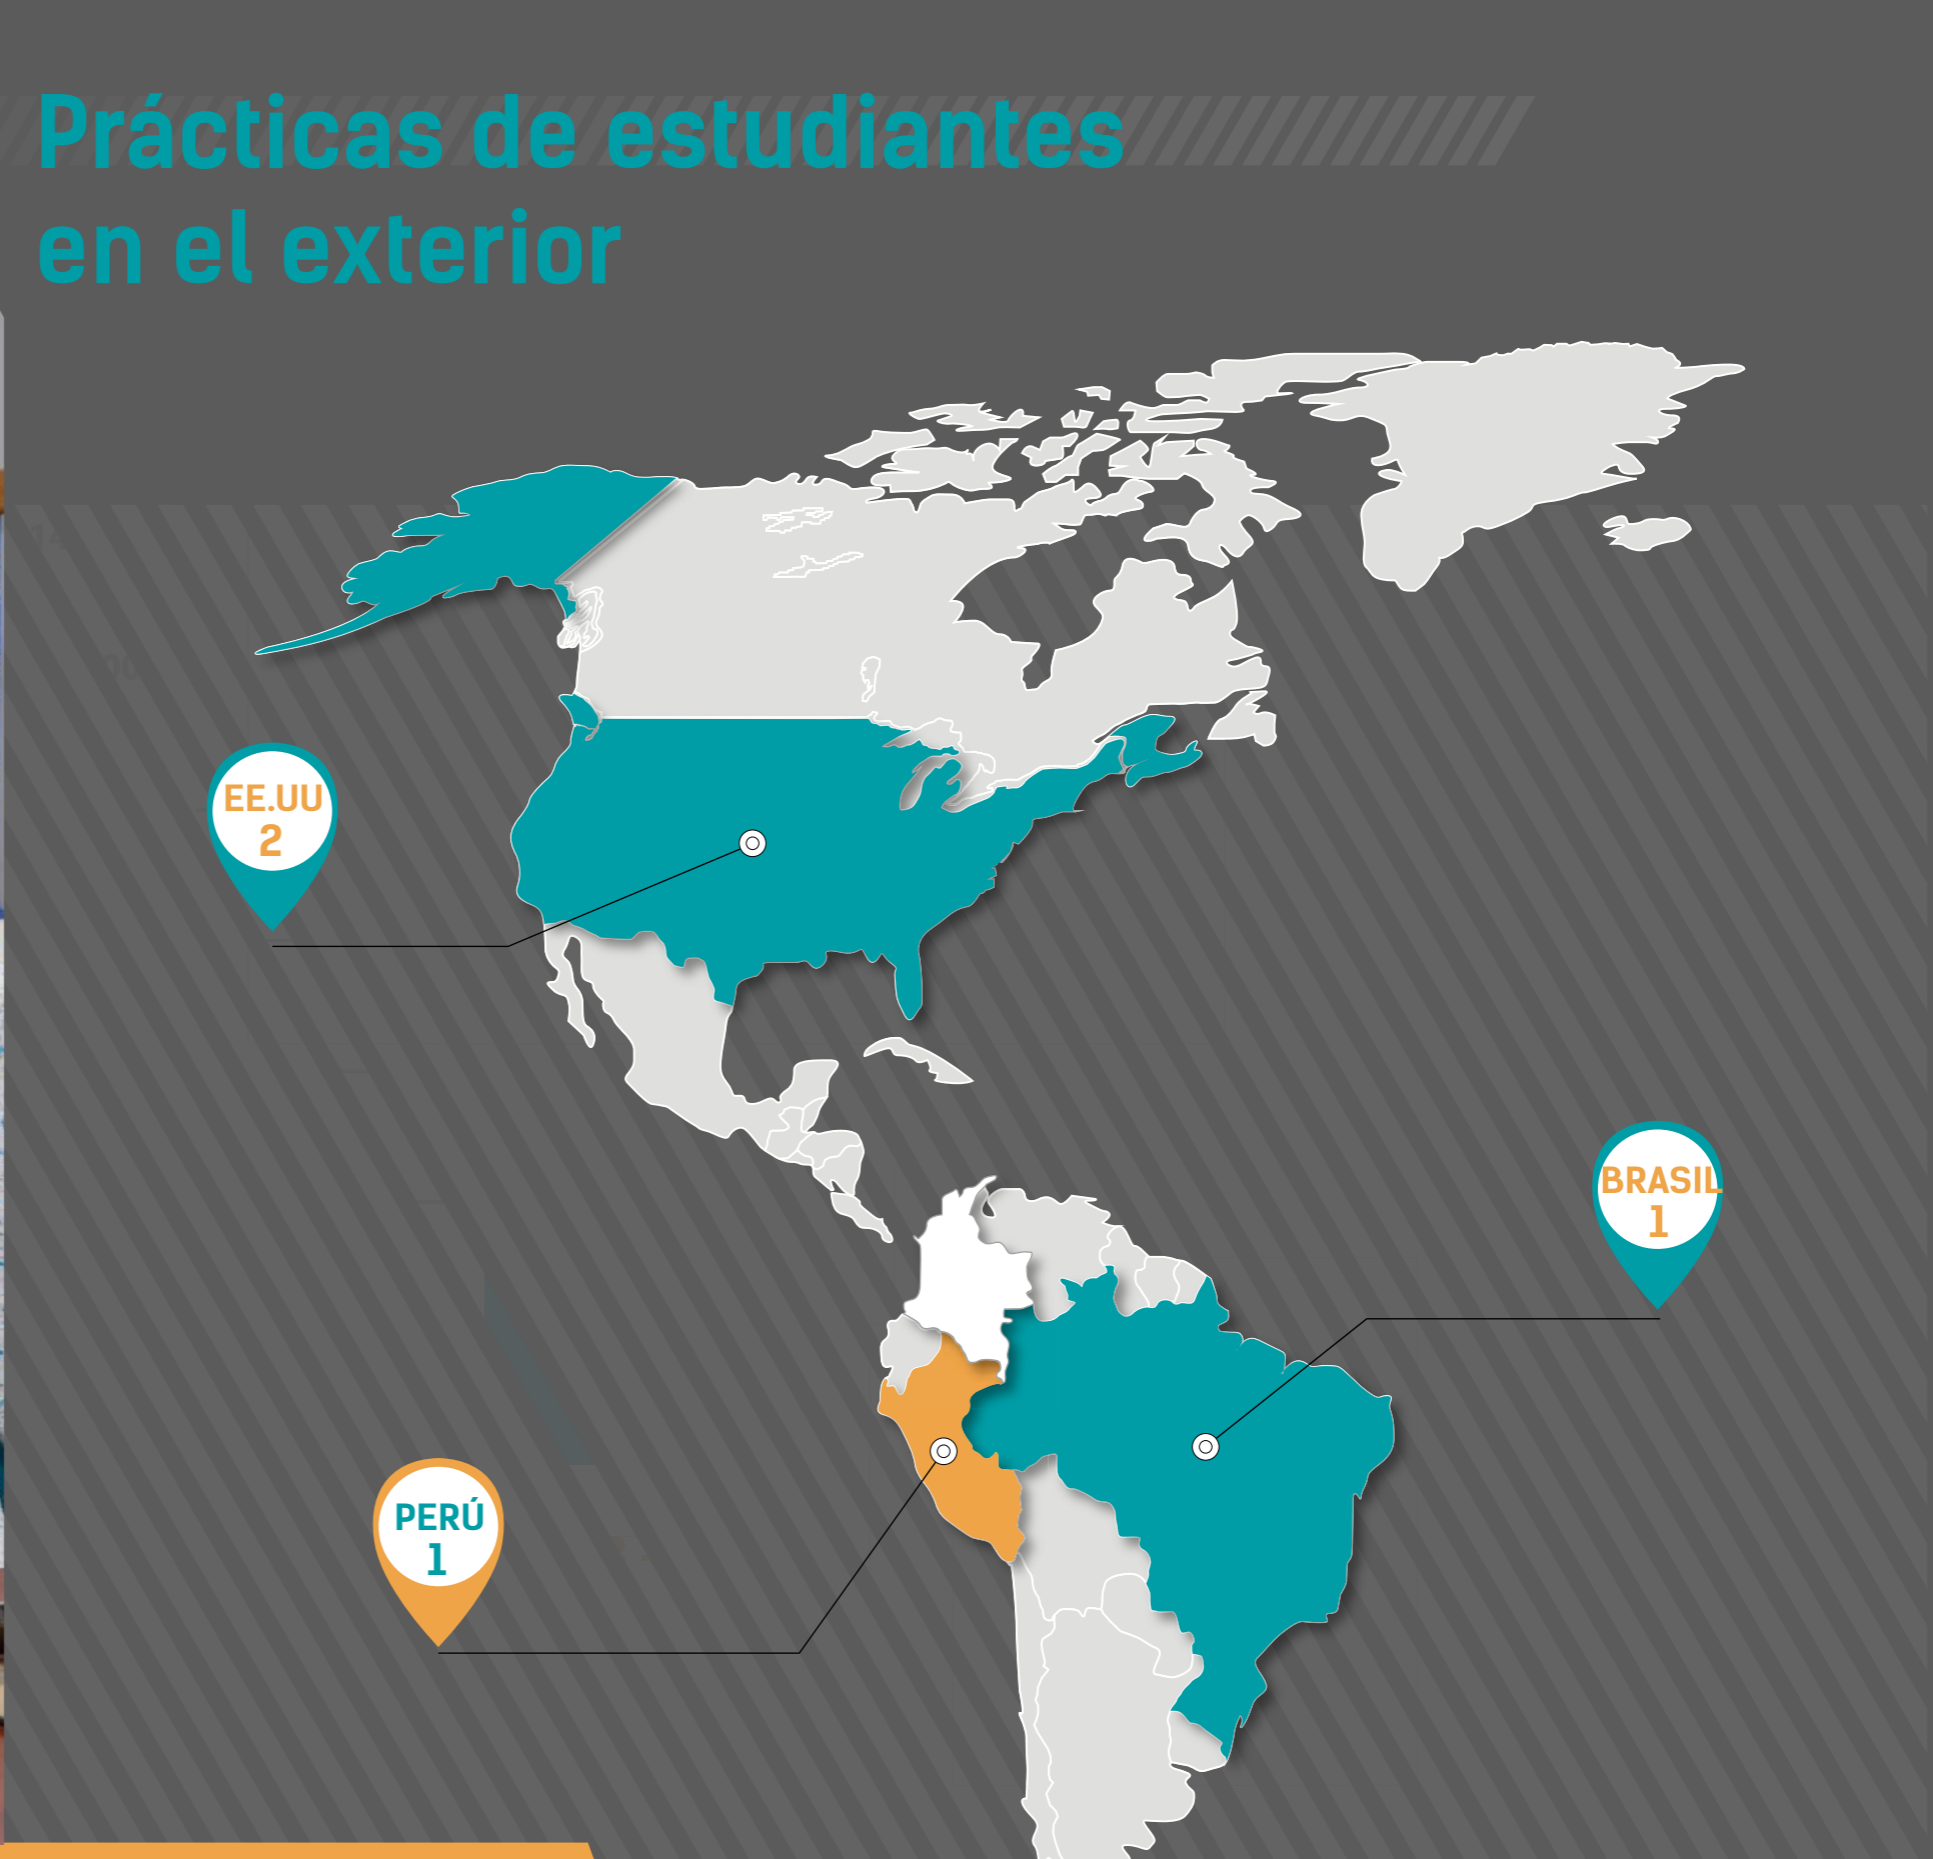 Prácticas de estudiantes
en el exterior
EE.UU
2
BRASIL
1
PERÚ
1